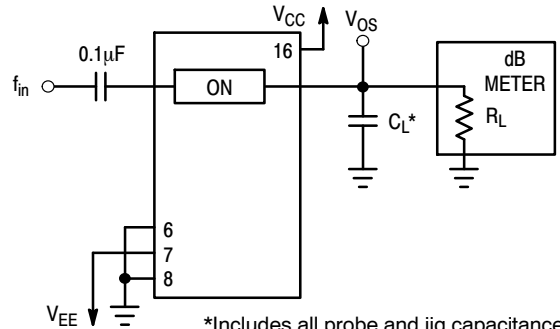 V_CC
V_OS
16
dB
METER
0.1µF
f_in
ON
C_L*
R_L
6
7
8
V_EE
*Includes all probe and jig capacitance